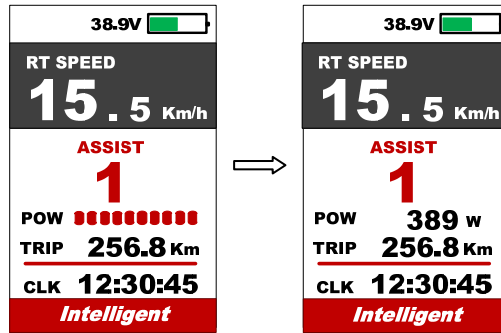 38.9V
RT SPEED
15.5 Km/h
ASSIST
1
POW
TRIP 256.8 Km
CLK 12:30:45
Intelligent
38.9V
RT SPEED
15.5 Km/h
ASSIST
1
POW 389 W
TRIP 256.8 Km
CLK 12:30:45
Intelligent